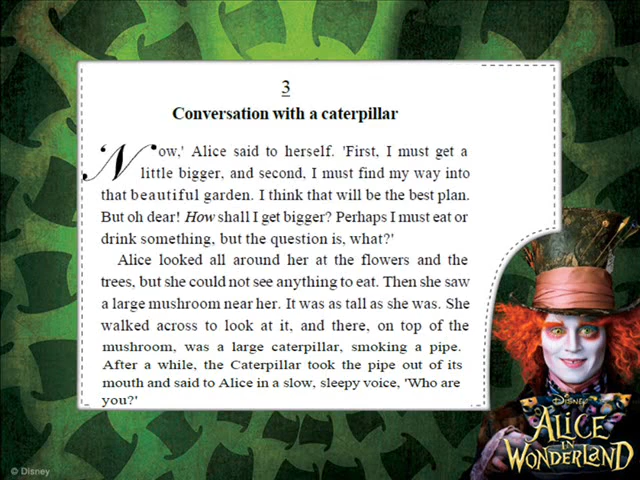 3
Conversation with a caterpillar
Now,' Alice said to herself. 'First, I must get a
little bigger, and second, I must find my way into
that beautiful garden. I think that will be the best plan.
But oh dear! How shall I get bigger? Perhaps I must eat or
drink something, but the question is, what?'
Alice looked all around her at the flowers and the
trees, but she could not see anything to eat. Then she saw
a large mushroom near her. It was as tall as she was. She
walked across to look at it, and there, on top of the
mushroom, was a large caterpillar, smoking a pipe.
After a while, the Caterpillar took the pipe out of its
mouth and said to Alice in a slow, sleepy voice, 'Who are
you?'
DISNEY
ALICE
IN
WONDERLAND
© Disney